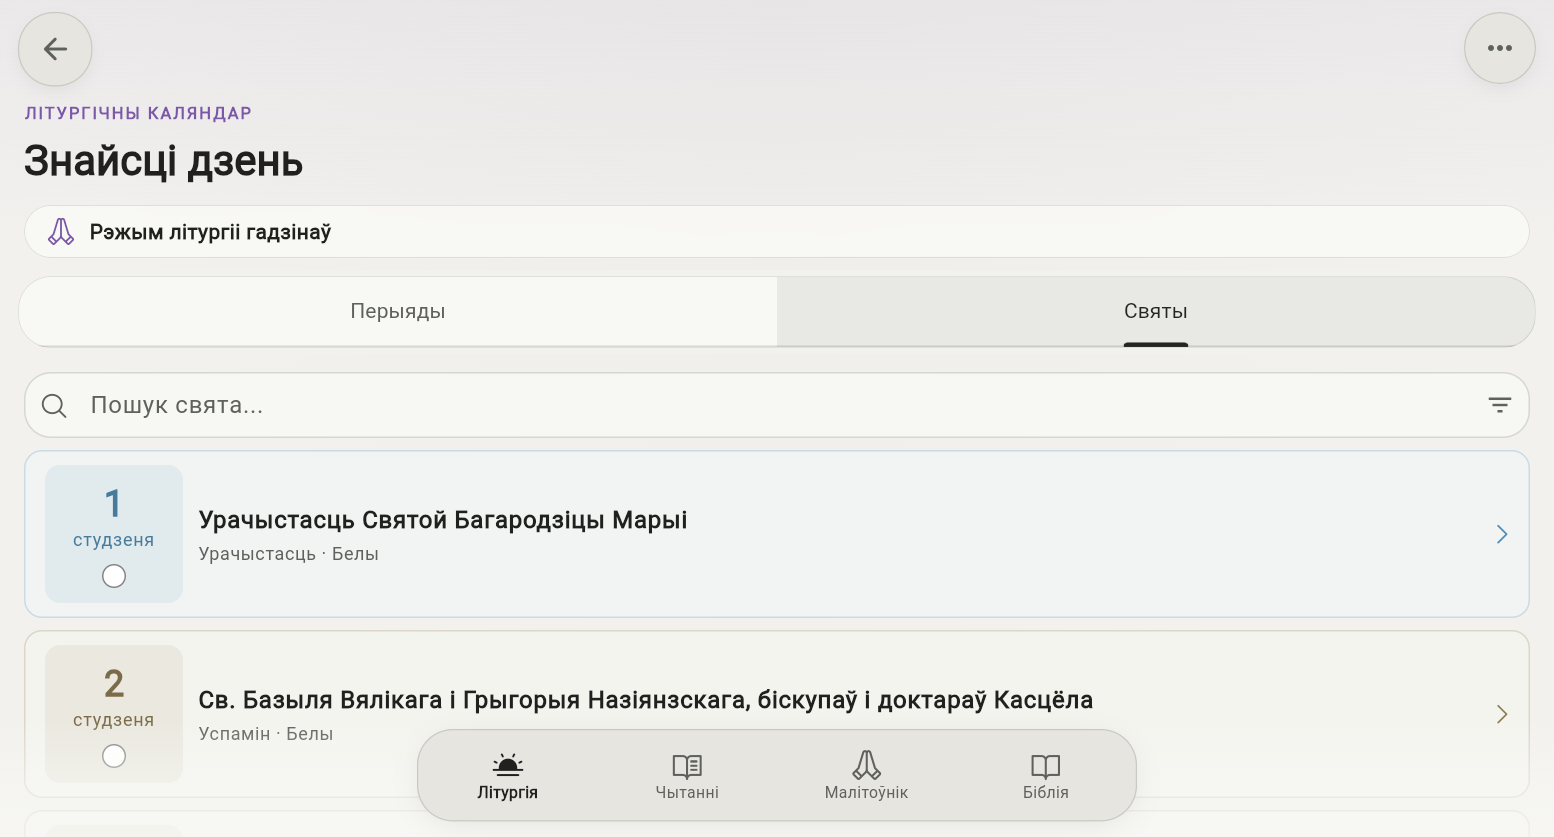 ЛІТУРГІЧНЫ КАЛЯНДАР
Знайсці дзень
Рэжым літургіі гадзінаў
Перыяды
Святы
Пошук свята...
1
студзеня
Урачыстасць Святой Багародзіцы Марыі
Урачыстасць · Белы
2
студзеня
Св. Базыля Вялікага і Грыгорыя Назіянзскага, біскупаў і доктараў Касцёла
Успамін · Белы
Літургія
Чытанні
Малітоўнік
Біблія